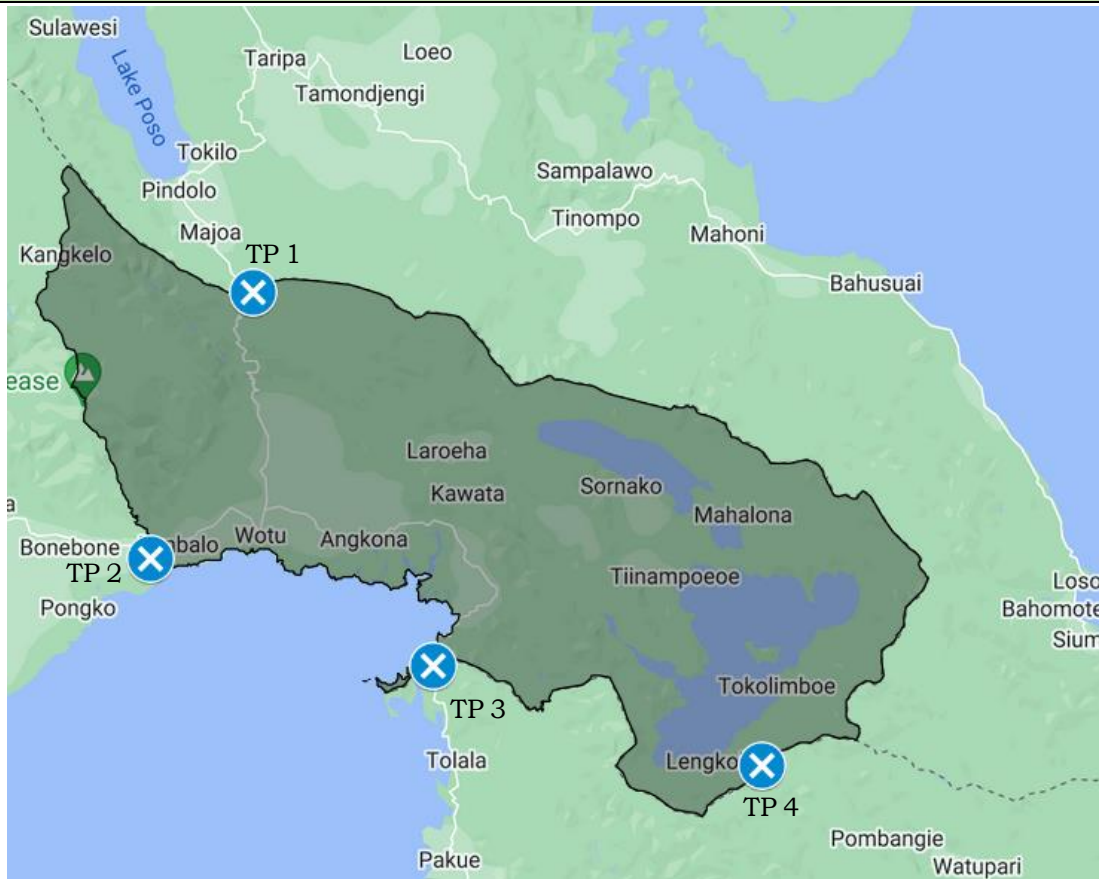 Sulawesi
Lake Poso
Taripa
Loeo
Tamondjengi
Tokilo
Sampalawo
Pindolo
Tinompo
Majoa
Mahoni
TP 1
Kangkelo
Bahusuai
ease
Laroeha
Sornako
Kawata
a
Mahalona
Wotu
Angkona
Bonebone
balo
TP 2
Tiinampoeoe
Loso
Pongko
Bahomote
Sium
Tokolimboe
TP 3
Tolala
Lengko
TP 4
Pombangie
Pakue
Watupari